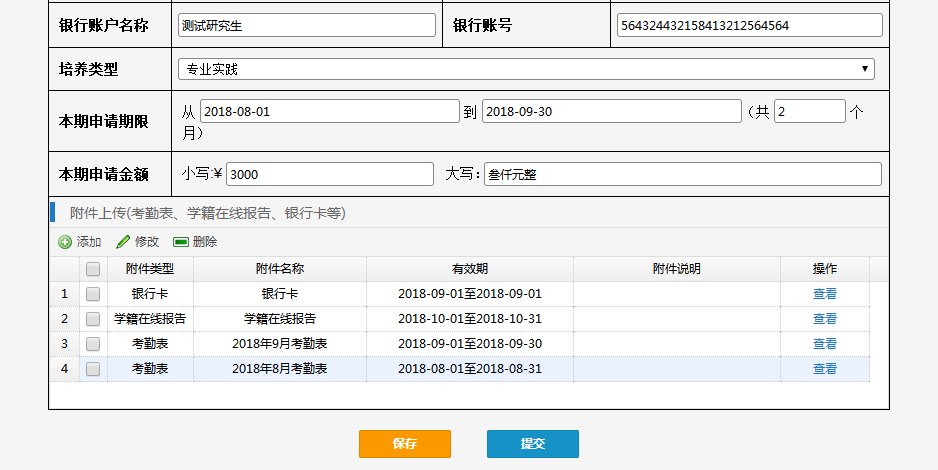 银行账户名称 测试研究生 银行账号 564324432158413212564564
培养类型 专业实践
本期申请期限 从 2018-08-01 到 2018-09-30 (共 2 个
月)
本期申请金额 小写:¥ 3000 大写: 叁仟元整
附件上传(考勤表、学籍在线报告、银行卡等)
添加 修改 删除
附件类型 附件名称 有效期 附件说明 操作
1 银行卡 银行卡 2018-09-01至2018-09-01 查看
2 学籍在线报告 学籍在线报告 2018-10-01至2018-10-31 查看
3 考勤表 2018年9月考勤表 2018-09-01至2018-09-30 查看
4 考勤表 2018年8月考勤表 2018-08-01至2018-08-31 查看
保存 提交